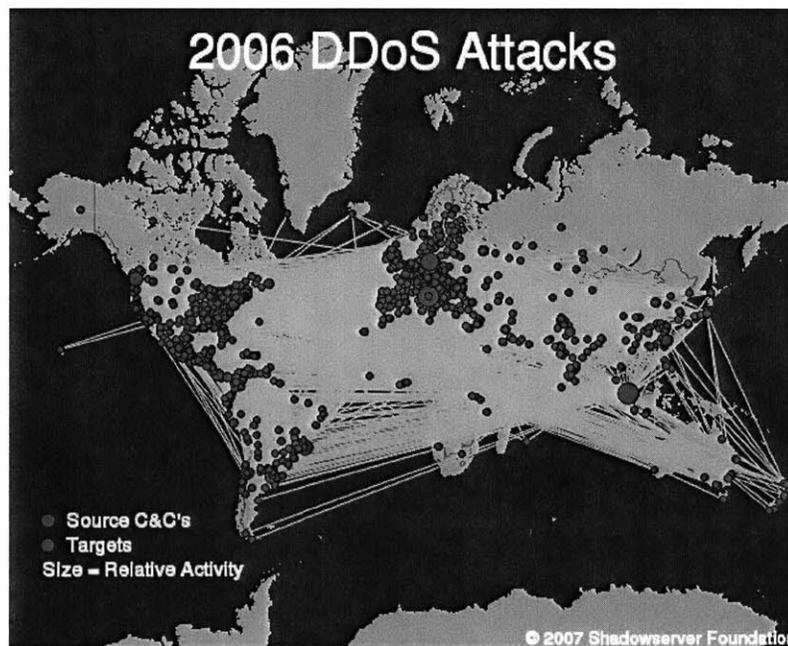 2006 DDoS Attacks
Source C&C's
Targets
Size = Relative Activity
© 2007 Shadowserver Foundation